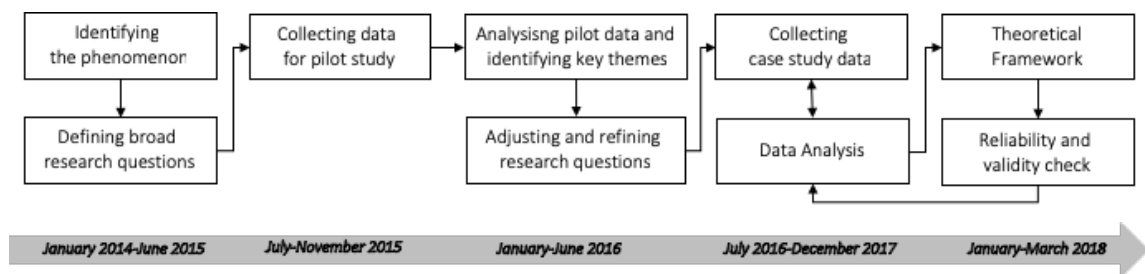 Identifying
the phenomenon
Defining broad
research questions
Collecting data
for pilot study
Analysising pilot data and
identifying key themes
Adjusting and refining
research questions
Collecting
case study data
Data Analysis
Theoretical
Framework
Reliability and
validity check
January 2014-June 2015
July-November 2015
January-June 2016
July 2016-December 2017
January-March 2018